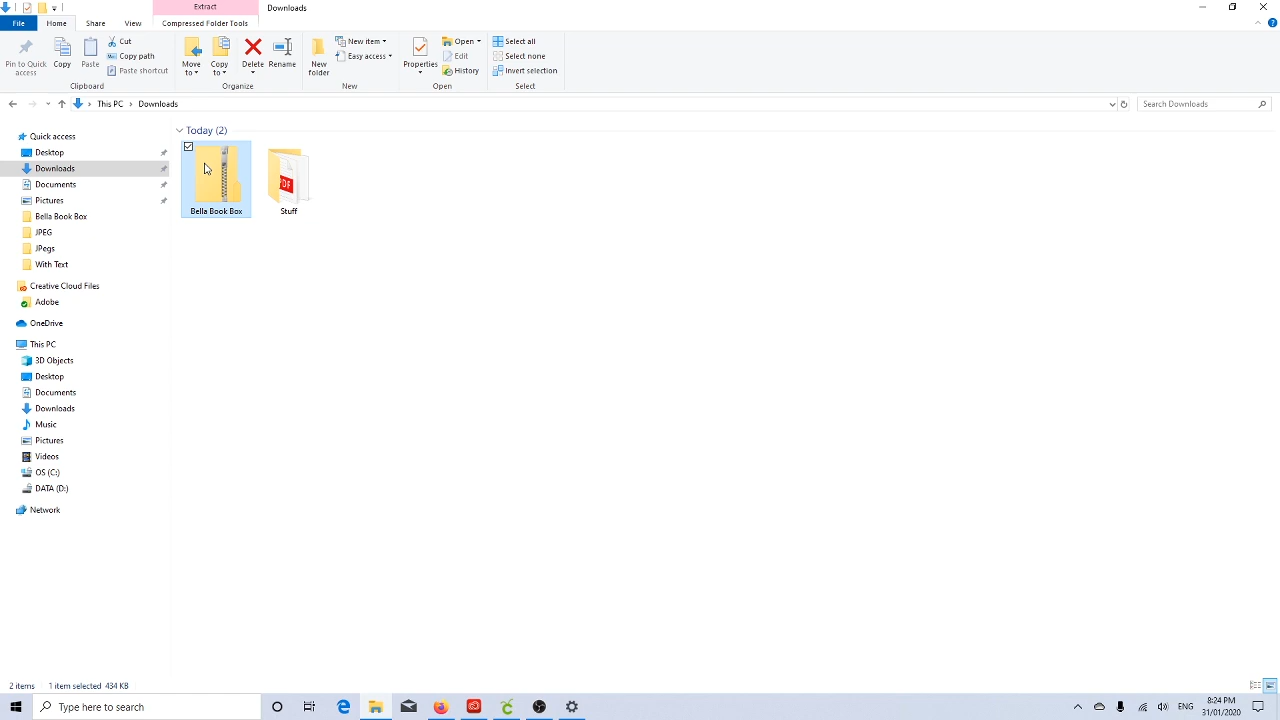 Extract
Downloads
File
Home
Share
View
Compressed Folder Tools
Pin to Quick access
Copy
Paste
Cut
Copy path
Paste shortcut
Clipboard
Move to
Copy to
Delete
Rename
Organize
New folder
New item
Easy access
New
Properties
Open
Edit
History
Open
Select all
Select none
Invert selection
Select
This PC
Downloads
Search Downloads
Quick access
Desktop
Downloads
Documents
Pictures
Bella Book Box
JPEG
JPegs
With Text
Creative Cloud Files
Adobe
OneDrive
This PC
3D Objects
Desktop
Documents
Downloads
Music
Pictures
Videos
OS (C:)
DATA (D:)
Network
Today (2)
Bella Book Box
PDF
Stuff
2 items 1 item selected 434 KB
Type here to search
ENG
8:24 PM
31/01/2020